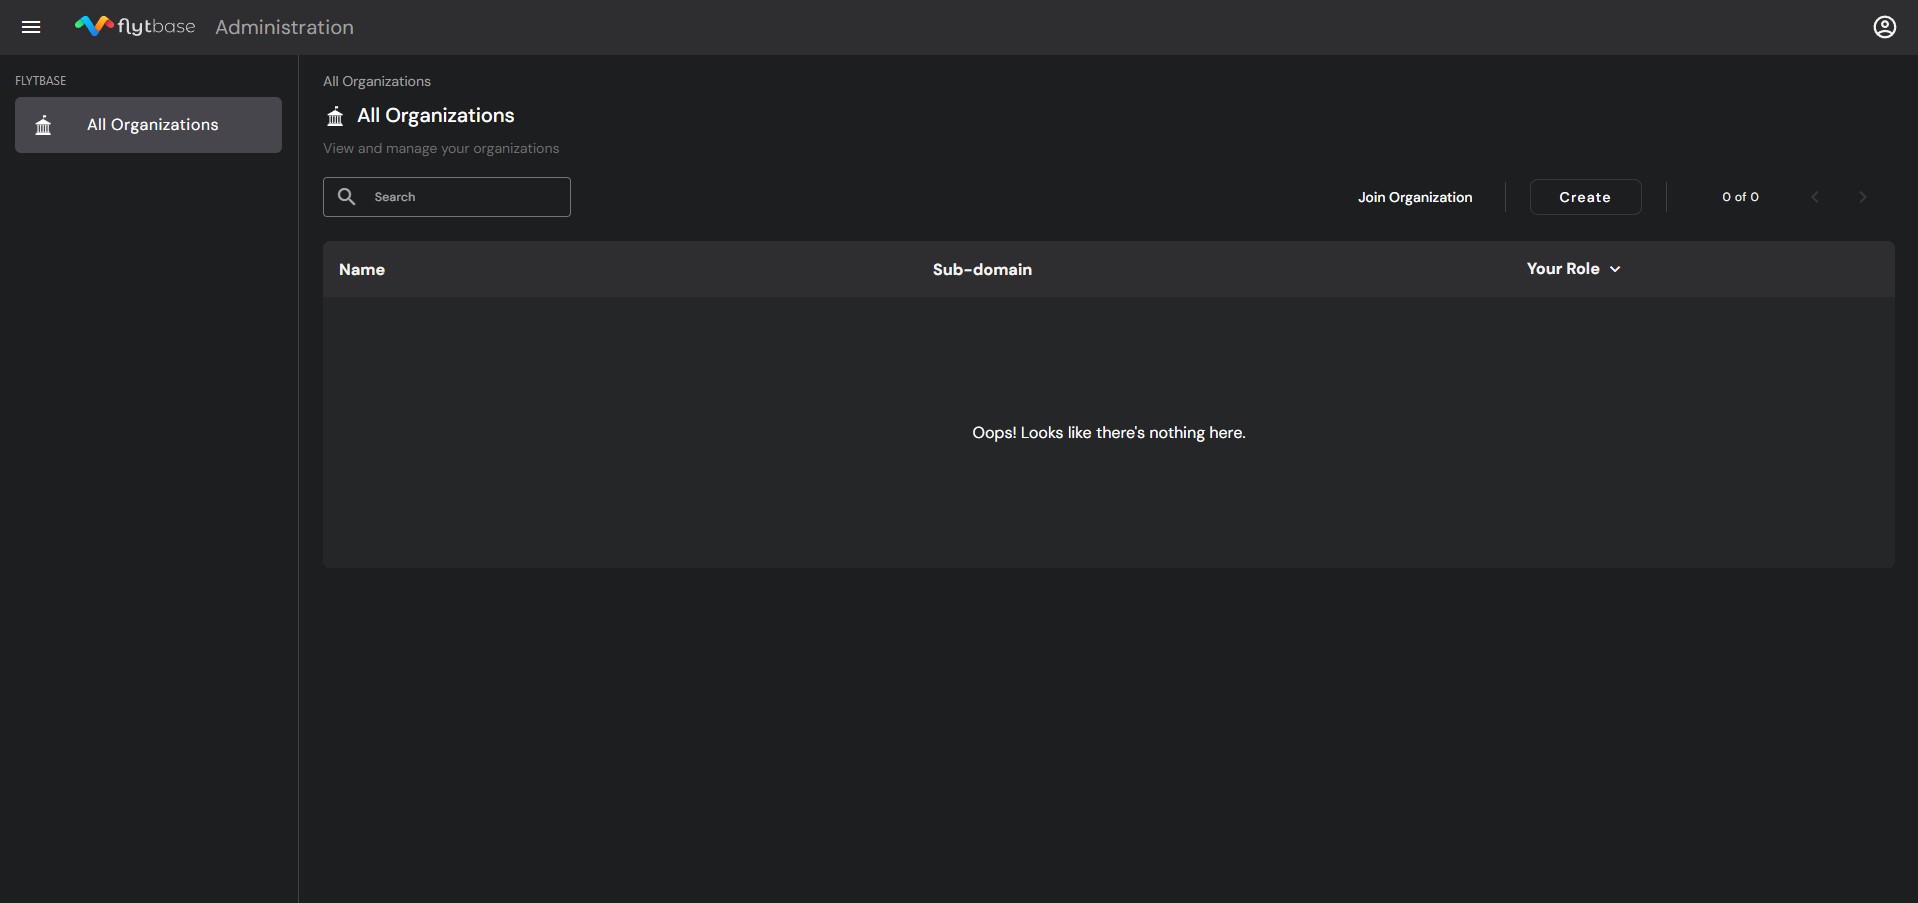 flytbase Administration
FLYTBASE
All Organizations
All Organizations
All Organizations
View and manage your organizations
Search
Join Organization
Create
0 of 0
Name Sub-domain Your Role
Oops! Looks like there's nothing here.